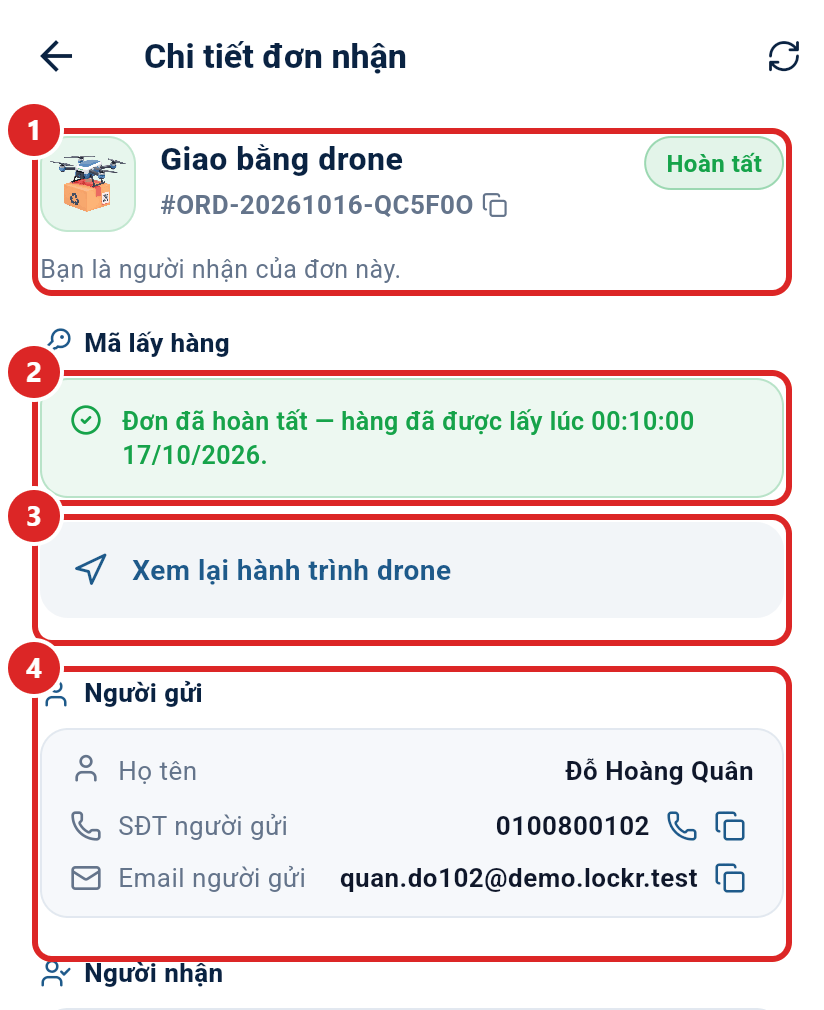 Chi tiết đơn nhận
1
Giao bằng drone
Hoàn tất
#ORD-20261016-QC5F0O
Bạn là người nhận của đơn này.
Mã lấy hàng
2
Đơn đã hoàn tất — hàng đã được lấy lúc 00:10:00
17/10/2026.
3
Xem lại hành trình drone
4
Người gửi
Họ tên Đỗ Hoàng Quân
SĐT người gửi 0100800102
Email người gửi quan.do102@demo.lockr.test
Người nhận